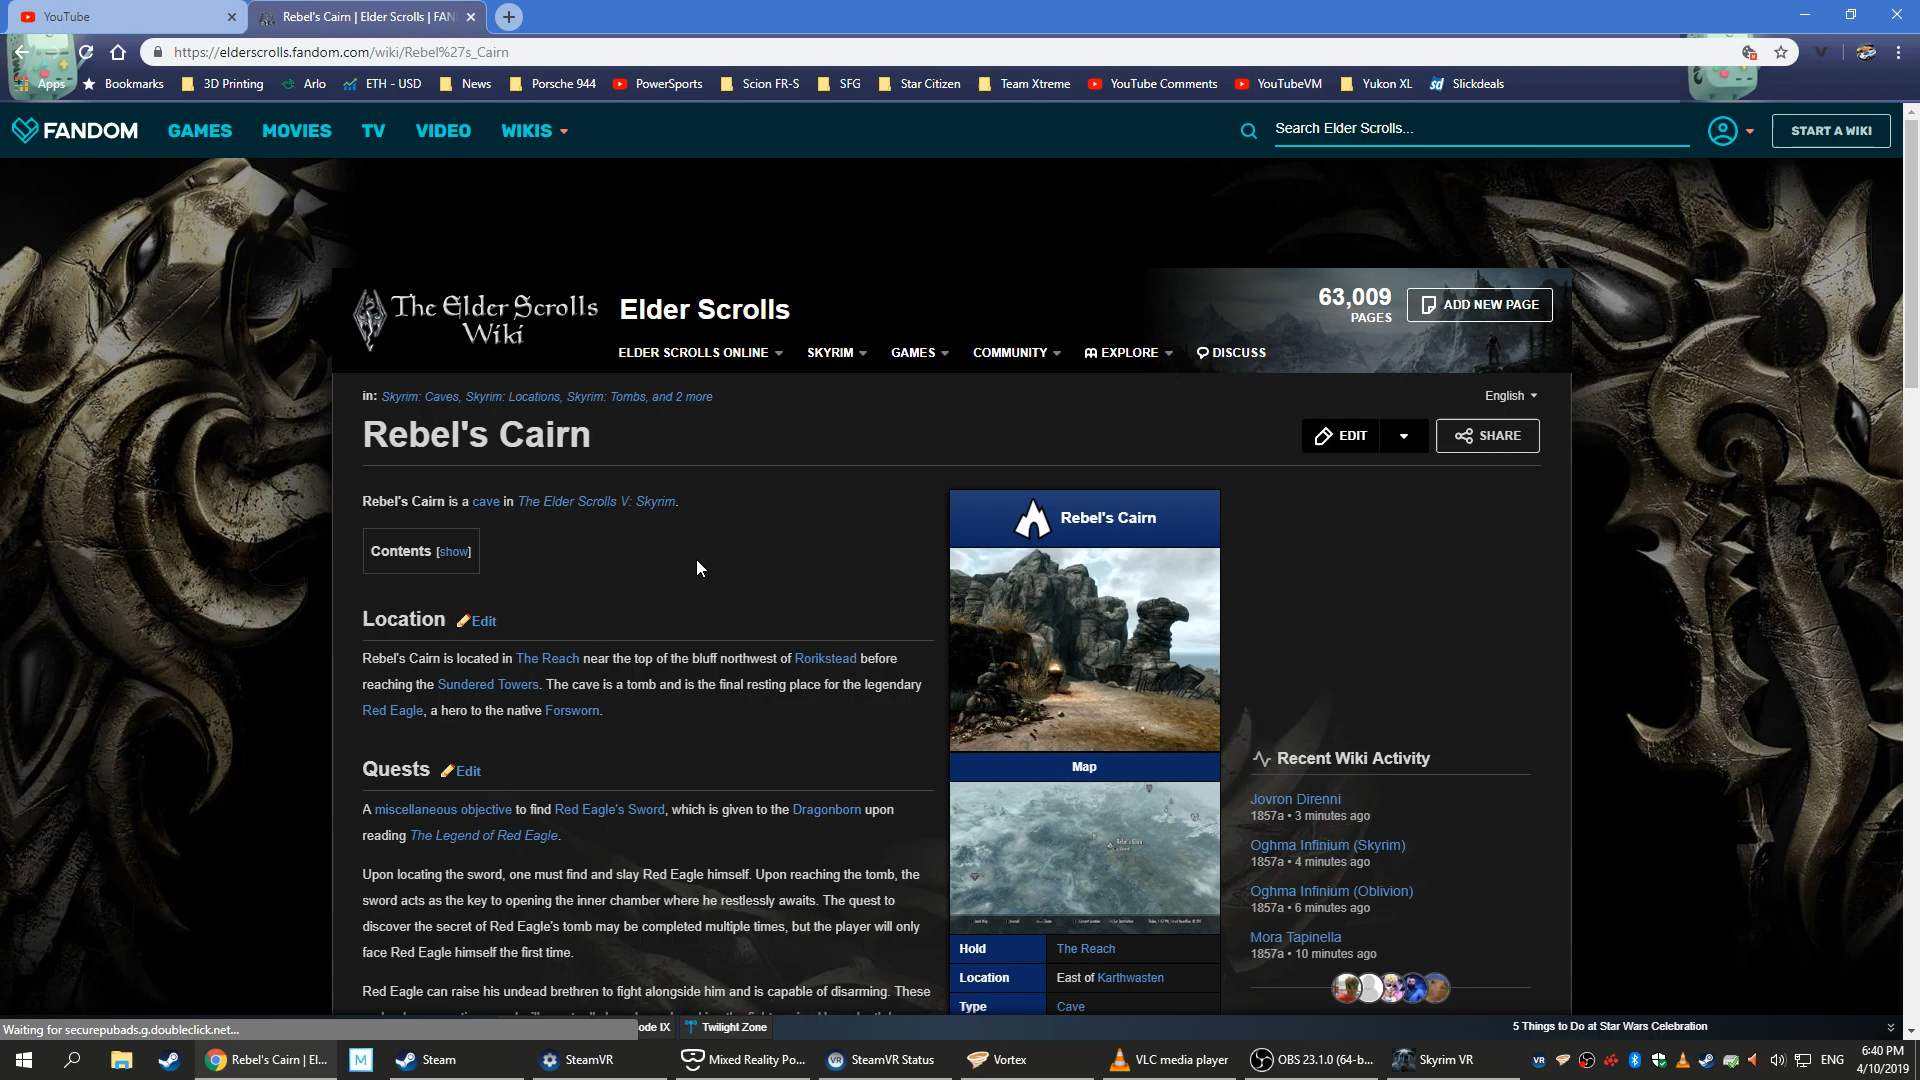 YouTube
Rebel's Cairn | Elder Scrolls | FAN
https://elderscrolls.fandom.com/wiki/Rebel%27s_Cairn
Apps
Bookmarks
3D Printing
Arlo
ETH - USD
News
Porsche 944
PowerSports
Scion FR-S
SFG
Star Citizen
Team Xtreme
YouTube Comments
YouTubeVM
Yukon XL
Slickdeals
FANDOM
GAMES
MOVIES
TV
VIDEO
WIKIS
Search Elder Scrolls...
START A WIKI
The Elder Scrolls
Wiki
Elder Scrolls
63,009
PAGES
ADD NEW PAGE
ELDER SCROLLS ONLINE
SKYRIM
GAMES
COMMUNITY
EXPLORE
DISCUSS
in: Skyrim: Caves, Skyrim: Locations, Skyrim: Tombs, and 2 more
English
Rebel's Cairn
EDIT
SHARE
Rebel's Cairn is a cave in The Elder Scrolls V: Skyrim.
Contents [show]
Location Edit
Rebel's Cairn is located in The Reach near the top of the bluff northwest of Rorikstead before
reaching the Sundered Towers. The cave is a tomb and is the final resting place for the legendary
Red Eagle, a hero to the native Forsworn.
Quests Edit
A miscellaneous objective to find Red Eagle's Sword, which is given to the Dragonborn upon
reading The Legend of Red Eagle.
Upon locating the sword, one must find and slay Red Eagle himself. Upon reaching the tomb, the
sword acts as the key to opening the inner chamber where he restlessly awaits. The quest to
discover the secret of Red Eagle's tomb may be completed multiple times, but the player will only
face Red Eagle himself the first time.
Red Eagle can raise his undead brethren to fight alongside him and is capable of disarming. These
Rebel's Cairn
Map
Hold
The Reach
Location
East of Karthwasten
Type
Cave
Recent Wiki Activity
Jovron Direnni
1857a • 3 minutes ago
Oghma Infinium (Skyrim)
1857a • 4 minutes ago
Oghma Infinium (Oblivion)
1857a • 6 minutes ago
Mora Tapinella
1857a • 10 minutes ago
Waiting for securepubads.g.doubleclick.net...
ode IX
Twilight Zone
5 Things to Do at Star Wars Celebration
Rebel's Cairn | El...
M
Steam
SteamVR
Mixed Reality Po...
SteamVR Status
Vortex
VLC media player
OBS 23.1.0 (64-b...
Skyrim VR
VR
ENG
6:40 PM
4/10/2019